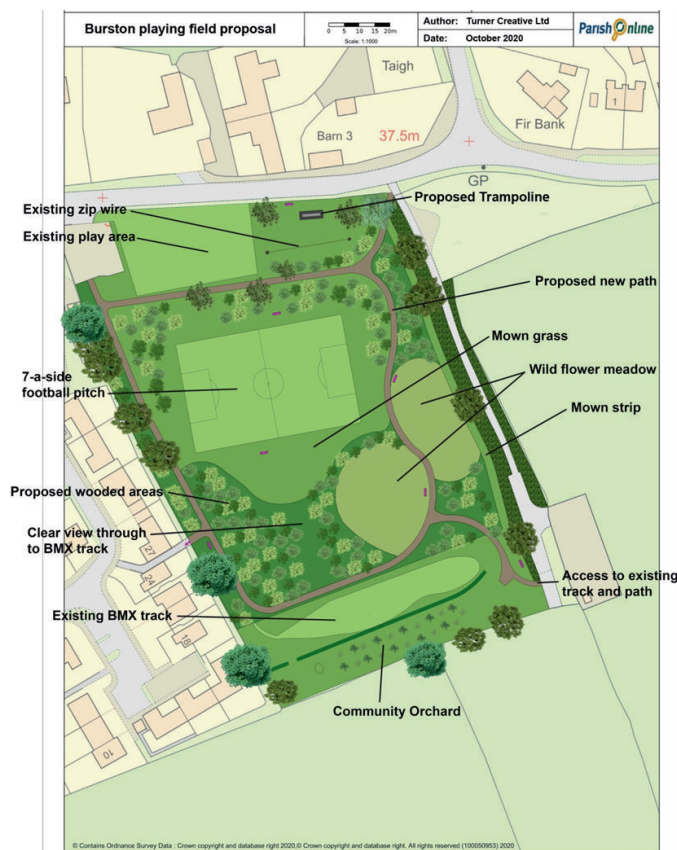 Burston playing field proposal
0 5 10 15 20m
Scale: 1:1000
Author: Turner Creative Ltd
Date: October 2020
Parish Online
Taigh
Barn 3
37.5m
Fir Bank
1
GP
Proposed Trampoline
Existing zip wire
Existing play area
Proposed new path
Mown grass
7-a-side
football pitch
Wild flower meadow
Mown strip
Proposed wooded areas
Clear view through
to BMX track
27
24
Access to existing
track and path
Existing BMX track
18
Community Orchard
10
© Contains Ordnance Survey Data : Crown copyright and database right 2020,© Crown copyright and database right. All rights reserved (100050953) 2020